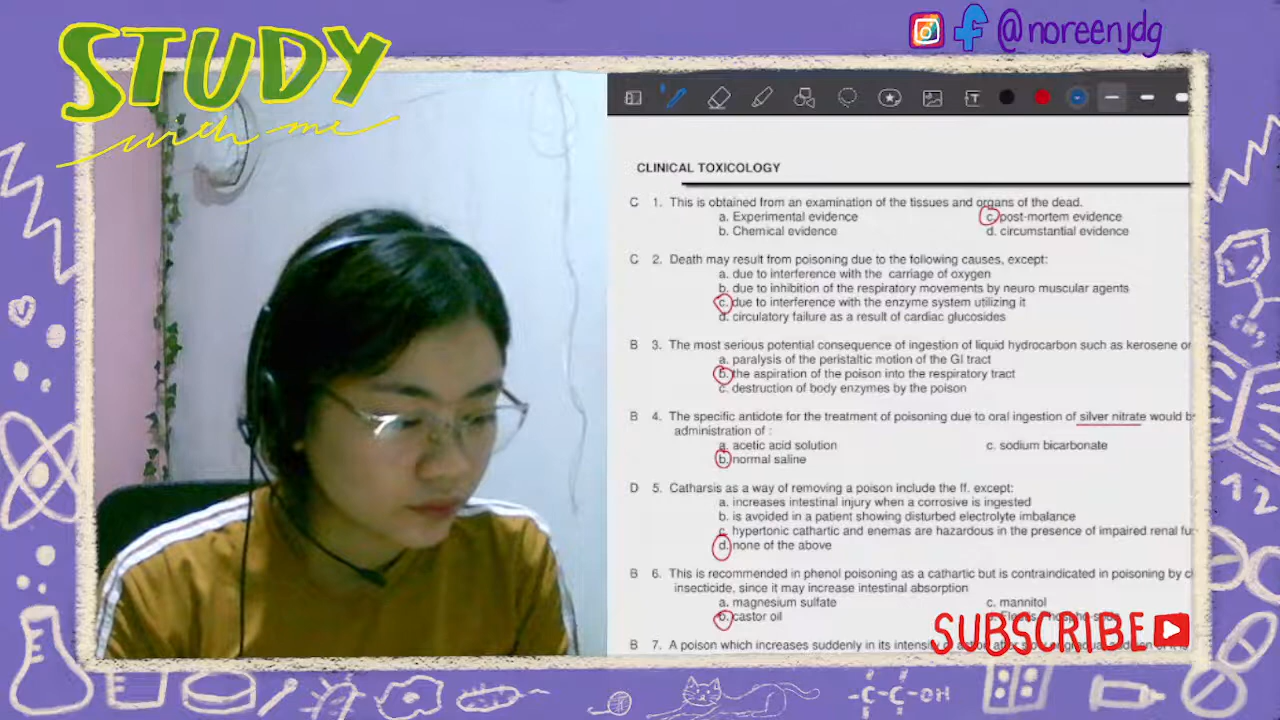 STUDY
with me
@noreenjdg
CLINICAL TOXICOLOGY
C 1. This is obtained from an examination of the tissues and organs of the dead.
a. Experimental evidence c. post-mortem evidence
b. Chemical evidence d. circumstantial evidence
C 2. Death may result from poisoning due to the following causes, except:
a. due to interference with the carriage of oxygen
b. due to inhibition of the respiratory movements by neuro muscular agents
c. due to interference with the enzyme system utilizing it
d. circulatory failure as a result of cardiac glucosides
B 3. The most serious potential consequence of ingestion of liquid hydrocarbon such as kerosene or
a. paralysis of the peristaltic motion of the GI tract
b. the aspiration of the poison into the respiratory tract
c. destruction of body enzymes by the poison
B 4. The specific antidote for the treatment of poisoning due to oral ingestion of silver nitrate would
administration of :
a. acetic acid solution c. sodium bicarbonate
b. normal saline
D 5. Catharsis as a way of removing a poison include the ff. except:
a. increases intestinal injury when a corrosive is ingested
b. is avoided in a patient showing disturbed electrolyte imbalance
c. hypertonic cathartic and enemas are hazardous in the presence of impaired renal
d. none of the above
B 6. This is recommended in phenol poisoning as a cathartic but is contraindicated in poisoning by
insecticide, since it may increase intestinal absorption
a. magnesium sulfate c. mannitol
b. castor oil
SUBSCRIBE
B 7. A poison which increases suddenly in its
CH3
12
-C-C-OH